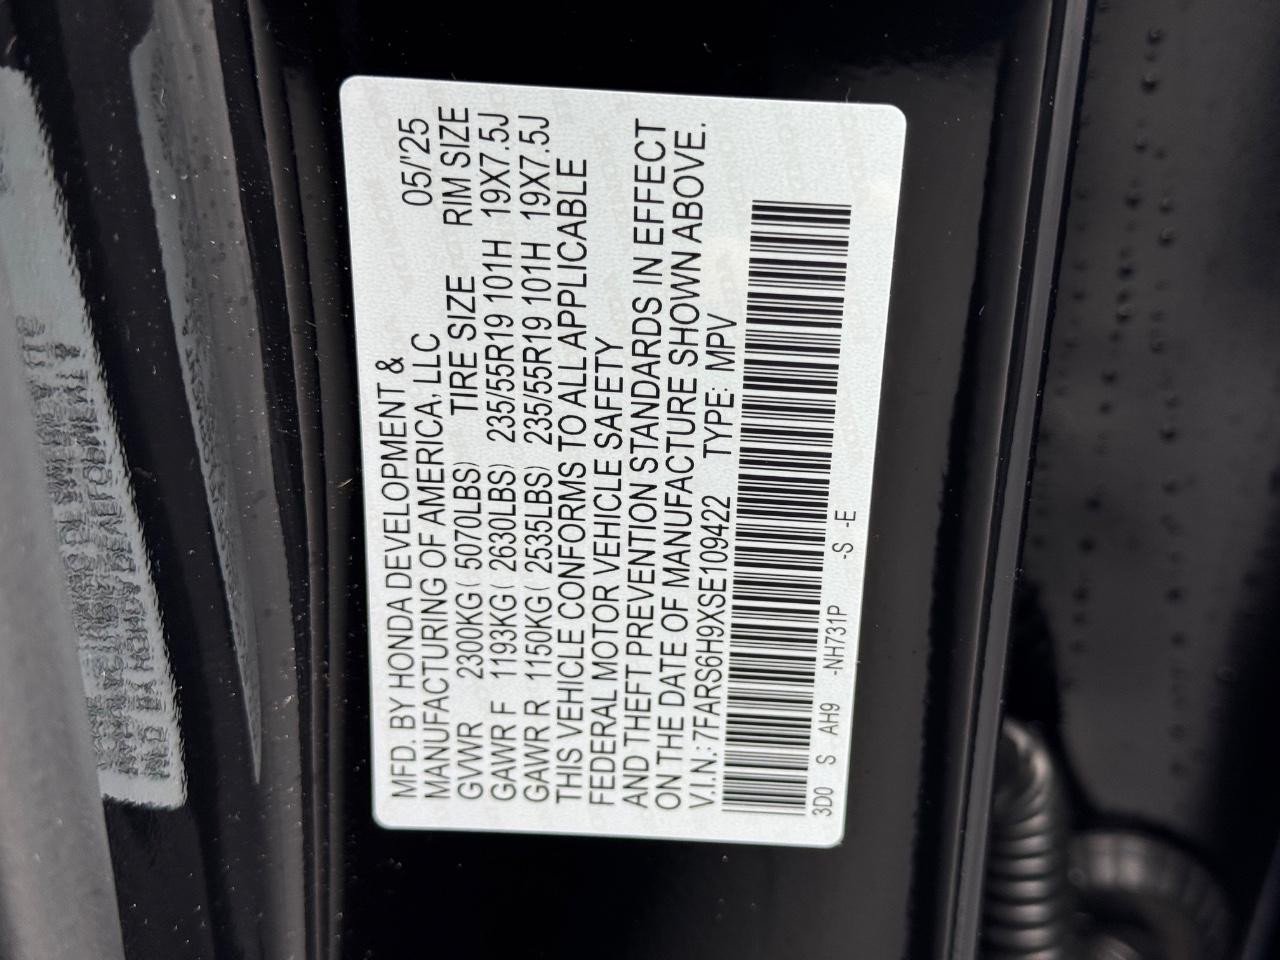 MFD. BY HONDA DEVELOPMENT &
MANUFACTURING OF AMERICA, LLC 05/'25
GVWR 2300KG ( 5070LBS) TIRE SIZE RIM SIZE
GAWR F 1193KG ( 2630LBS) 235/55R19 101H 19X7.5J
GAWR R 1150KG ( 2535LBS) 235/55R19 101H 19X7.5J
THIS VEHICLE CONFORMS TO ALL APPLICABLE
FEDERAL MOTOR VEHICLE SAFETY
AND THEFT PREVENTION STANDARDS IN EFFECT
ON THE DATE OF MANUFACTURE SHOWN ABOVE.
V.I.N.: 7FARS6H9XSE109422 TYPE: MPV
3D0 S AH9 -NH731P -S -E